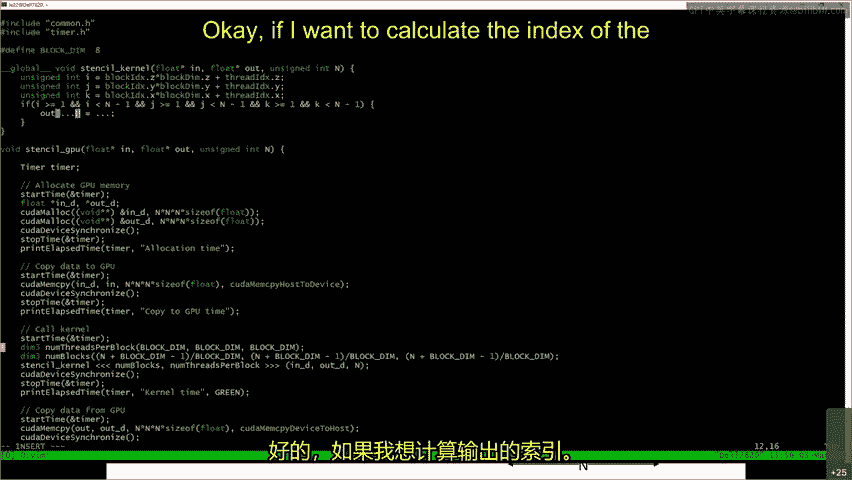 #include "common.h"
#include "timer.h"
Okay, if I want to calculate the index of the
#define BLOCK_DIM 8
__global__ void stencil_kernel(float* in, float* out, unsigned int N) {
unsigned int i = blockIdx.z*blockDim.z + threadIdx.z;
unsigned int j = blockIdx.y*blockDim.y + threadIdx.y;
unsigned int k = blockIdx.x*blockDim.x + threadIdx.x;
if(i >= 1 && i < N - 1 && j >= 1 && j < N - 1 && k >= 1 && k < N - 1) {
out[...] = ...;
}
}
void stencil_gpu(float* in, float* out, unsigned int N) {
Timer timer;
// Allocate GPU memory
startTime(&timer);
float *in_d, *out_d;
cudaMalloc((void**) &in_d, N*N*N*sizeof(float));
cudaMalloc((void**) &out_d, N*N*N*sizeof(float));
cudaDeviceSynchronize();
stopTime(&timer);
printElapsedTime(timer, "Allocation time");
// Copy data to GPU
startTime(&timer);
cudaMemcpy(in_d, in, N*N*N*sizeof(float), cudaMemcpyHostToDevice);
cudaDeviceSynchronize();
stopTime(&timer);
printElapsedTime(timer, "Copy to GPU time");
// Call kernel
startTime(&timer);
dim3 numThreadsPerBlock(BLOCK_DIM, BLOCK_DIM, BLOCK_DIM);
dim3 numBlocks((N + BLOCK_DIM - 1)/BLOCK_DIM, (N + BLOCK_DIM - 1)/BLOCK_DIM, (N + BLOCK_DIM - 1)/BLOCK_DIM);
stencil_kernel <<< numBlocks, numThreadsPerBlock >>> (in_d, out_d, N);
cudaDeviceSynchronize();
stopTime(&timer);
printElapsedTime(timer, "Kernel time", GREEN);
// Copy data from GPU
startTime(&timer);
cudaMemcpy(out, out_d, N*N*N*sizeof(float), cudaMemcpyDeviceToHost);
cudaDeviceSynchronize();
-- INSERT --
12,16
好的，如果我想计算输出的索引。
N
+25